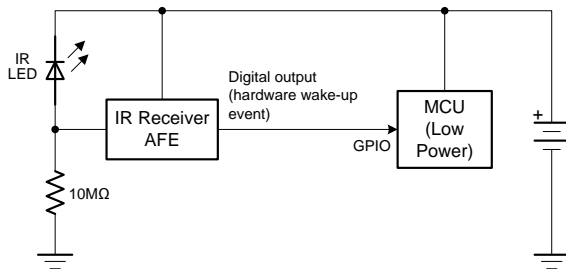 IR
LED
Digital output
(hardware wake-up
event)
IR Receiver
AFE
GPIO
MCU
(Low
Power)
+
10MΩ